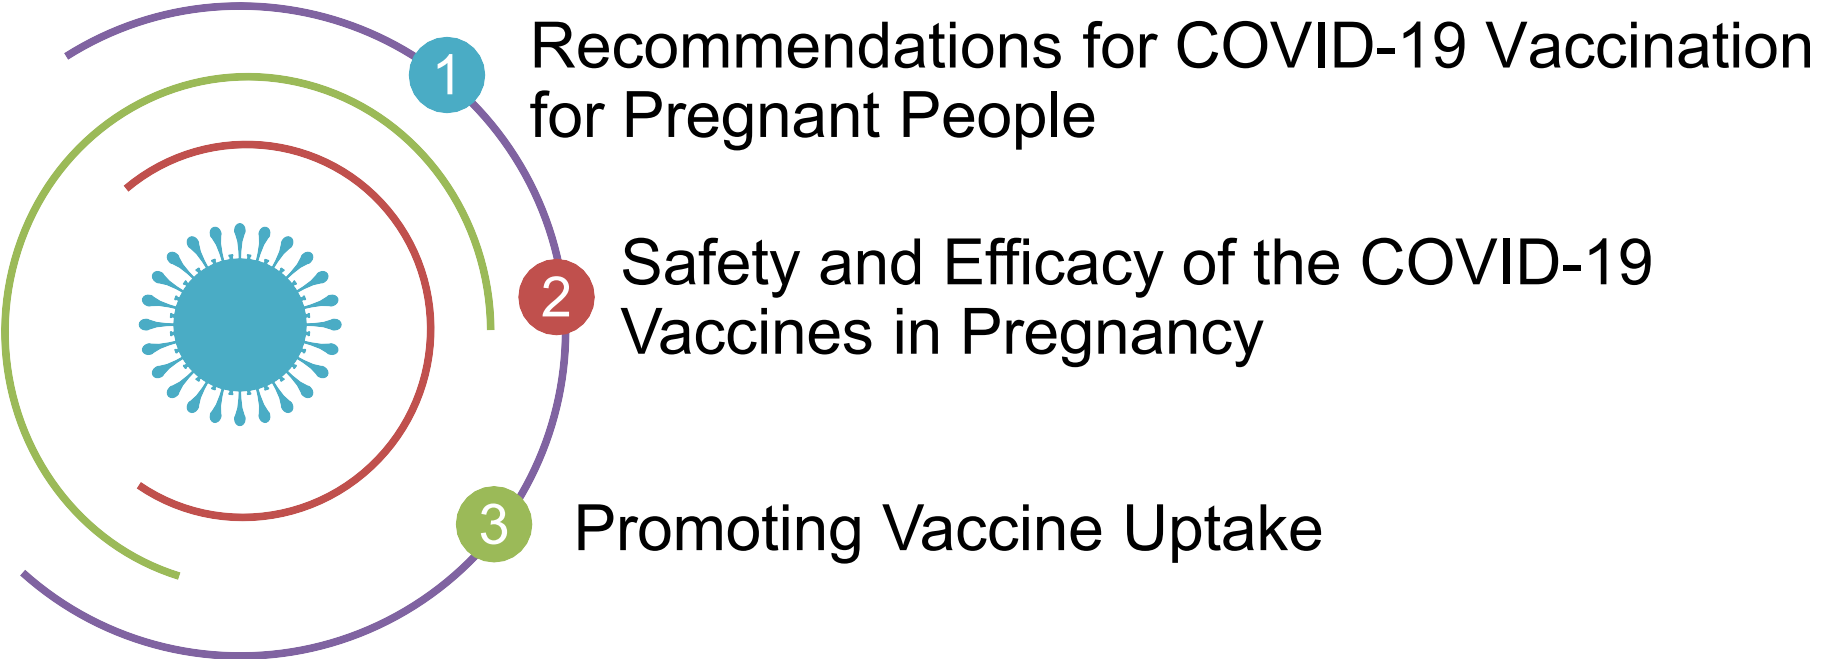 1
Recommendations for COVID-19 Vaccination
for Pregnant People
2
Safety and Efficacy of the COVID-19
Vaccines in Pregnancy
3
Promoting Vaccine Uptake